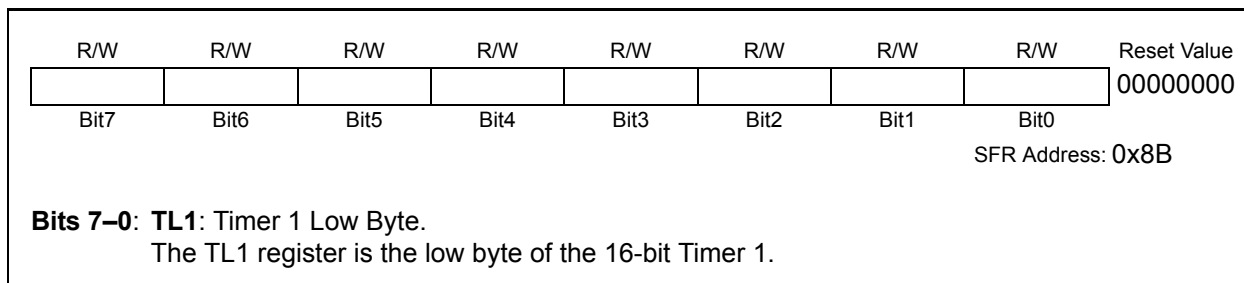 R/W R/W R/W R/W R/W R/W R/W R/W Reset Value
00000000
Bit7 Bit6 Bit5 Bit4 Bit3 Bit2 Bit1 Bit0
SFR Address: 0x8B
Bits 7–0: TL1: Timer 1 Low Byte.
The TL1 register is the low byte of the 16-bit Timer 1.